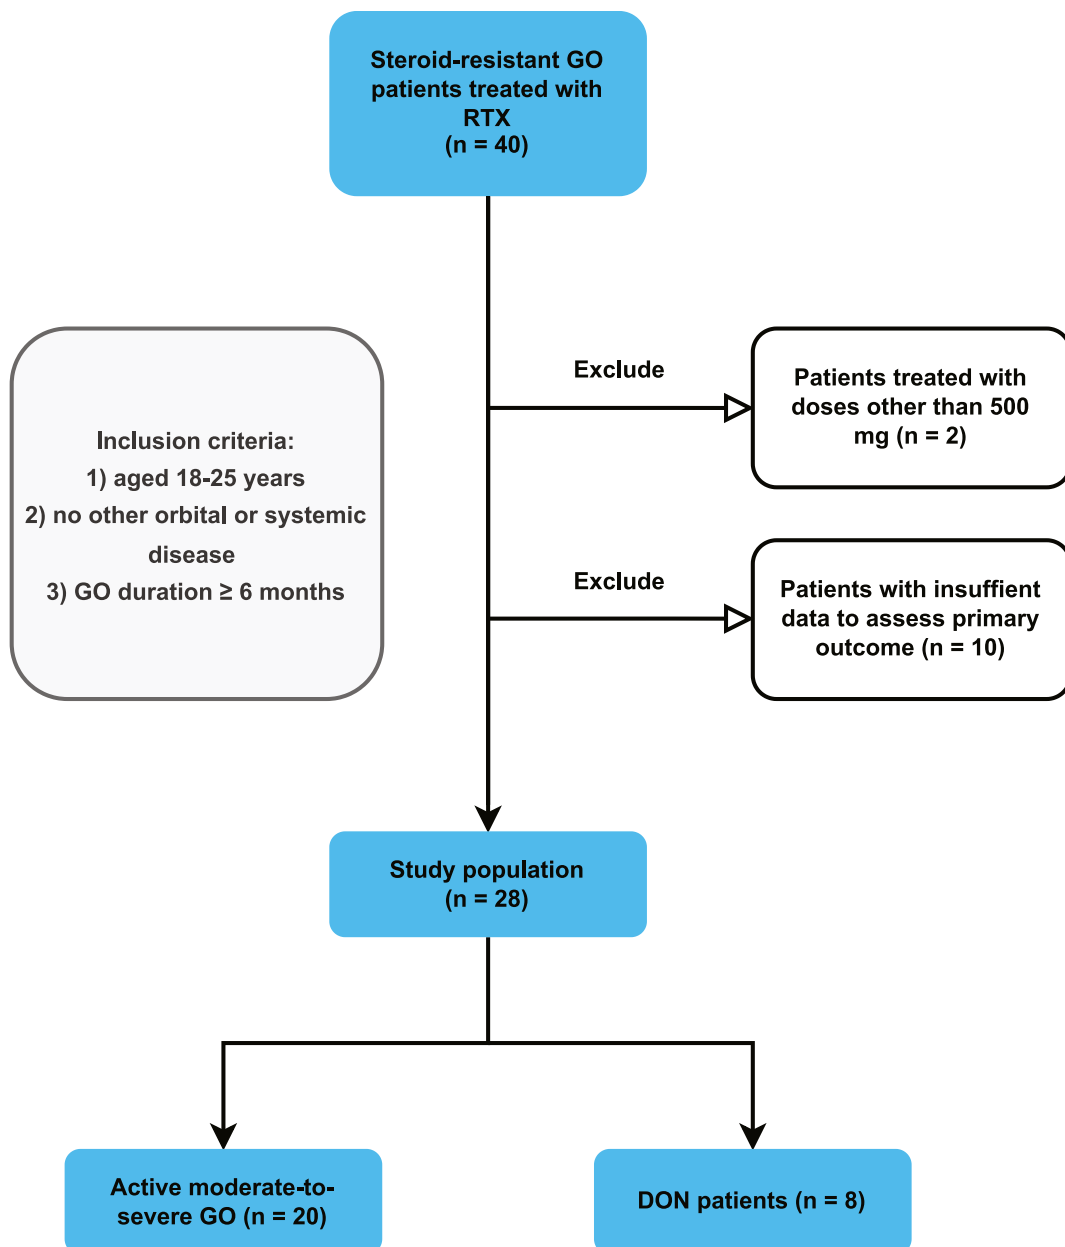 Steroid-resistant GO
patients treated with
RTX
(n = 40)
Exclude
Patients treated with
doses other than 500
mg (n = 2)
Inclusion criteria:
1) aged 18-25 years
2) no other orbital or systemic
disease
3) GO duration ≥ 6 months
Exclude
Patients with insufficient
data to assess primary
outcome (n = 10)
Study population
(n = 28)
Active moderate-to-
severe GO (n = 20)
DON patients (n = 8)